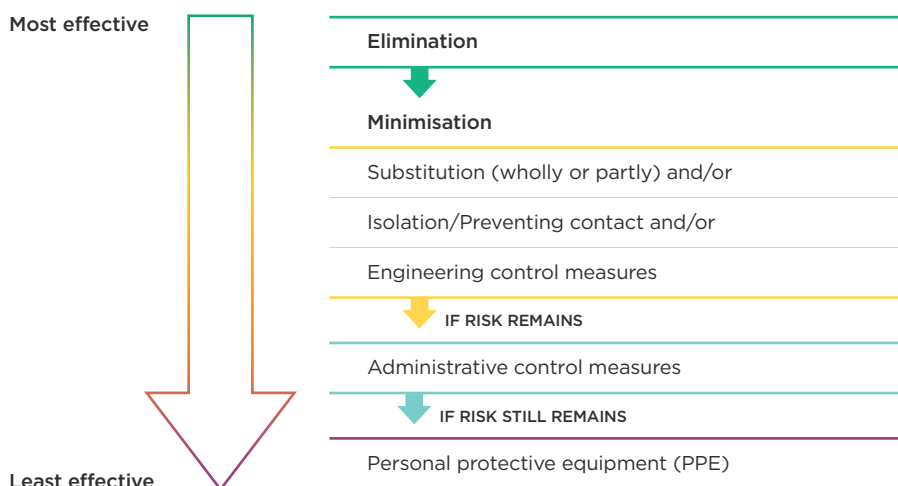 Most effective
Elimination
Minimisation
Substitution (wholly or partly) and/or
Isolation/Preventing contact and/or
Engineering control measures
IF RISK REMAINS
Administrative control measures
IF RISK STILL REMAINS
Personal protective equipment (PPE)
Least effective